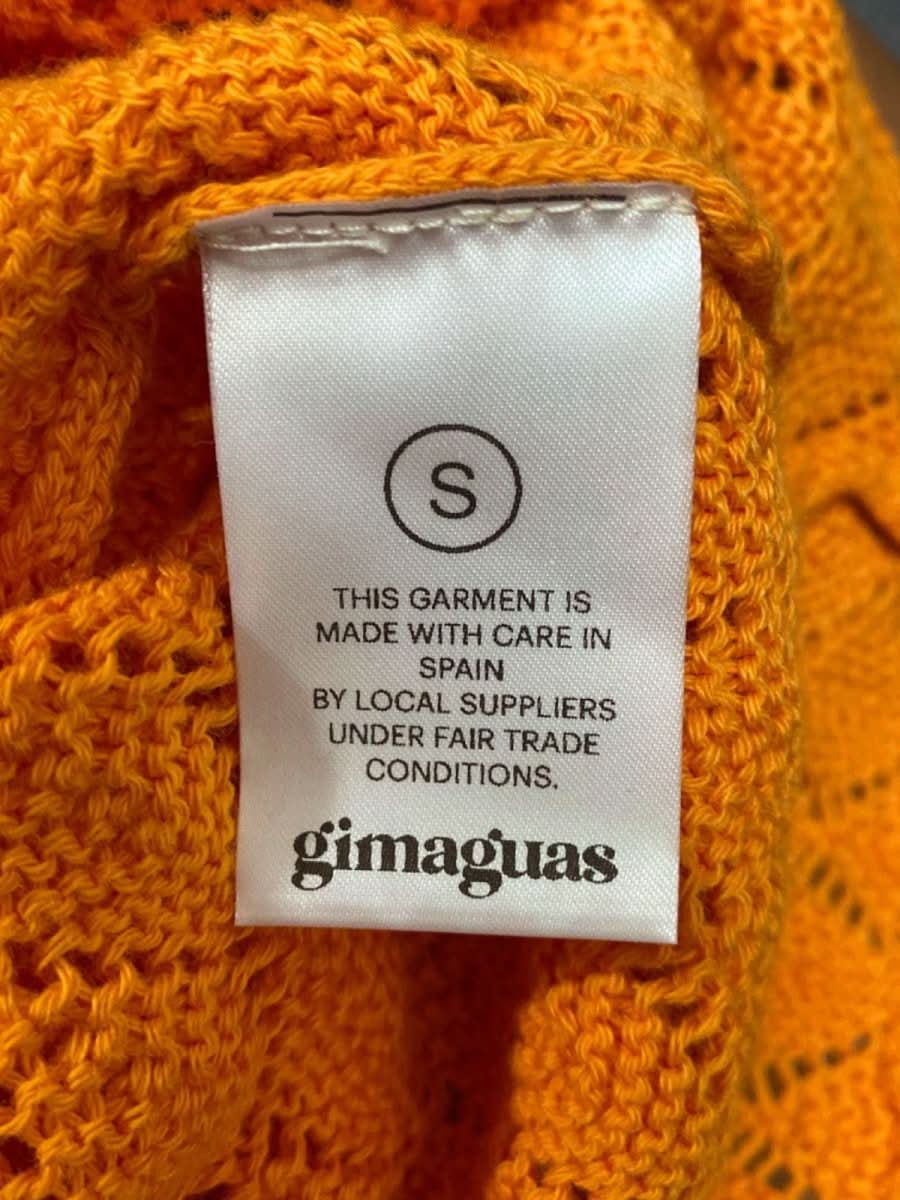 S
THIS GARMENT IS
MADE WITH CARE IN
SPAIN
BY LOCAL SUPPLIERS
UNDER FAIR TRADE
CONDITIONS.
gimaguas